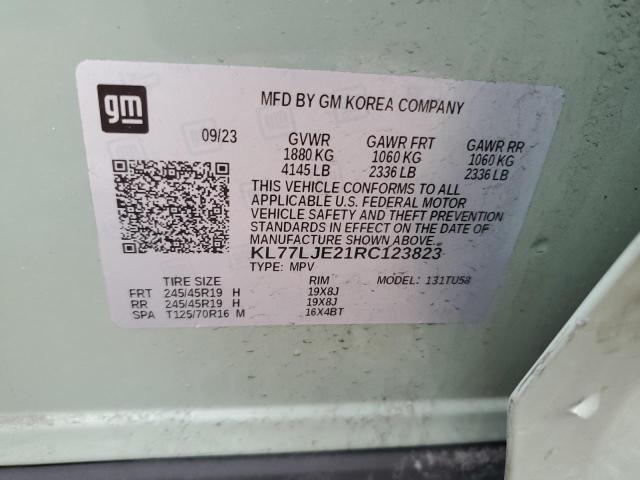 gm
MFD BY GM KOREA COMPANY
09/23 GVWR GAWR FRT GAWR RR
1880 KG 1060 KG 1060 KG
4145 LB 2336 LB 2336 LB
THIS VEHICLE CONFORMS TO ALL
APPLICABLE U.S. FEDERAL MOTOR
VEHICLE SAFETY AND THEFT PREVENTION
STANDARDS IN EFFECT ON THE DATE OF
MANUFACTURE SHOWN ABOVE.
KL77LJE21RC123823
TYPE: MPV
TIRE SIZE RIM MODEL: 131TU58
FRT 245/45R19 H 19X8J
RR 245/45R19 H 19X8J
SPA T125/70R16 M 16X4BT